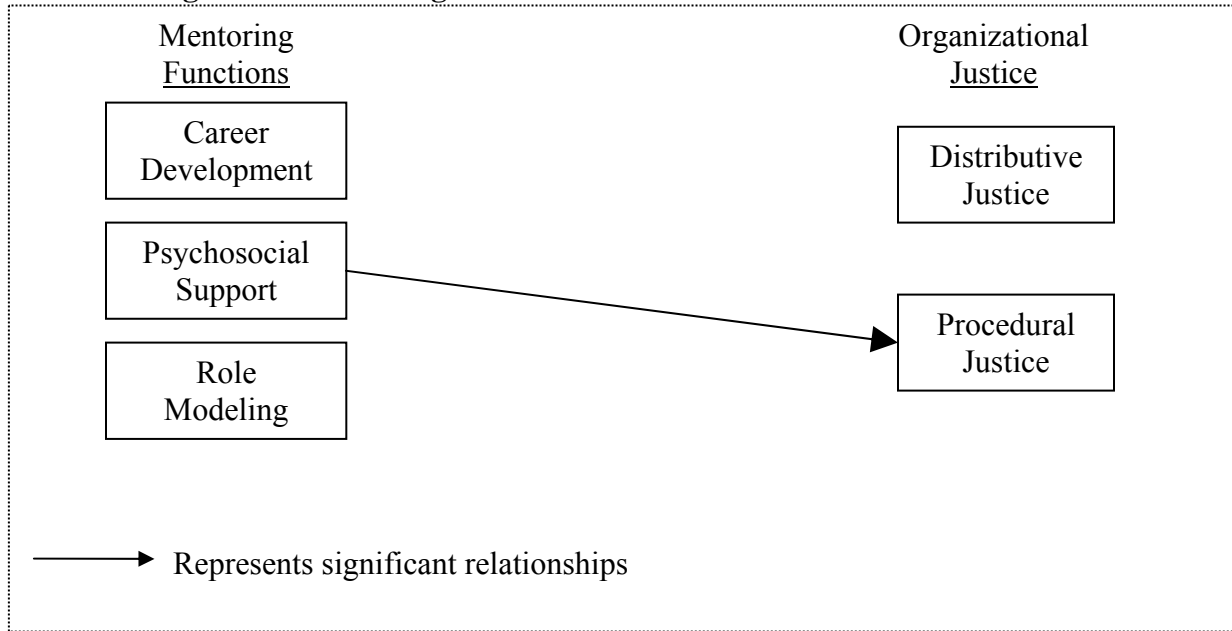 Mentoring
Functions
Career
Development
Psychosocial
Support
Role
Modeling
Organizational
Justice
Distributive
Justice
Procedural
Justice
Represents significant relationships